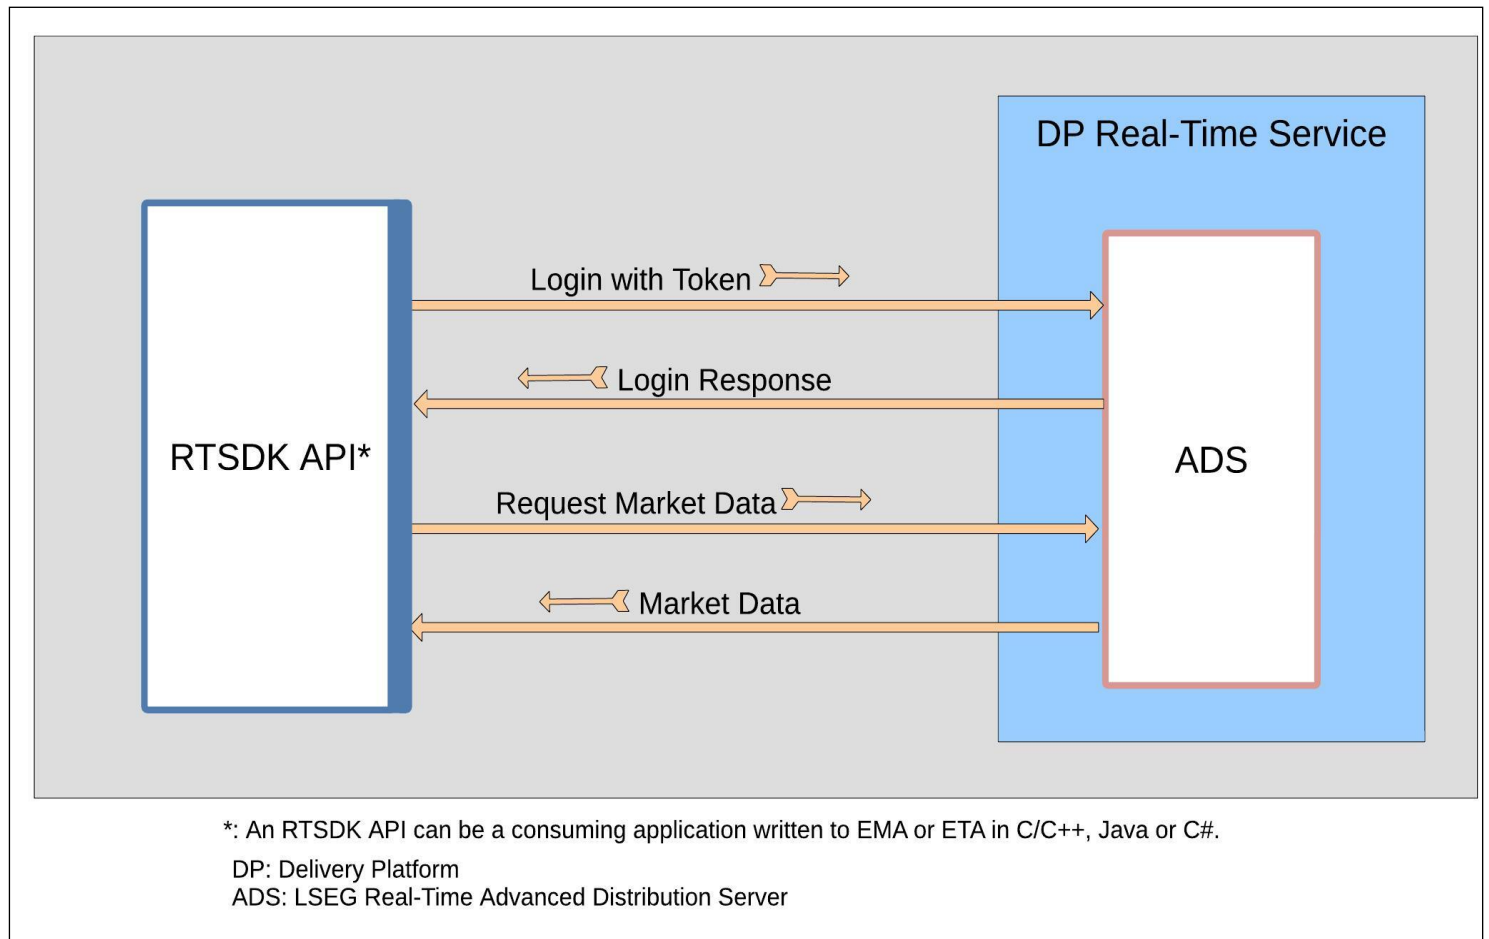 DP Real-Time Service
Login with Token
Login Response
RTSDK API*
ADS
Request Market Data
Market Data
*: An RTSDK API can be a consuming application written to EMA or ETA in C/C++, Java or C#.
DP: Delivery Platform
ADS: LSEG Real-Time Advanced Distribution Server